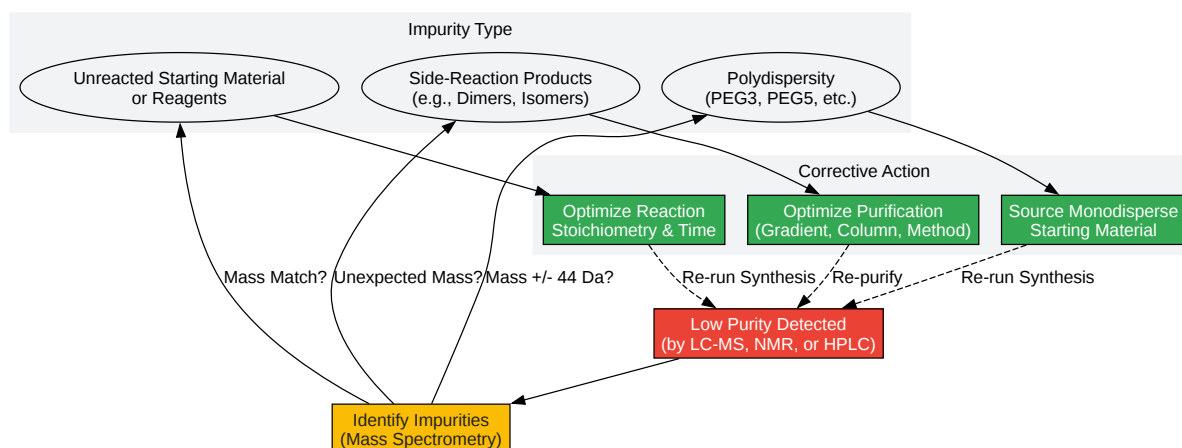 Impurity Type
Unreacted Starting Material
or Reagents
Side-Reaction Products
(e.g., Dimers, Isomers)
Polydispersity
(PEG3, PEG5, etc.)
Corrective Action
Optimize Reaction
Stoichiometry & Time
Optimize Purification
(Gradient, Column, Method)
Source Monodisperse
Starting Material
Mass Match?
Unexpected Mass?
Mass +/- 44 Da?
Re-run Synthesis
Re-purify
Re-run Synthesis
Low Purity Detected
(by LC-MS, NMR, or HPLC)
Identify Impurities
(Mass Spectrometry)